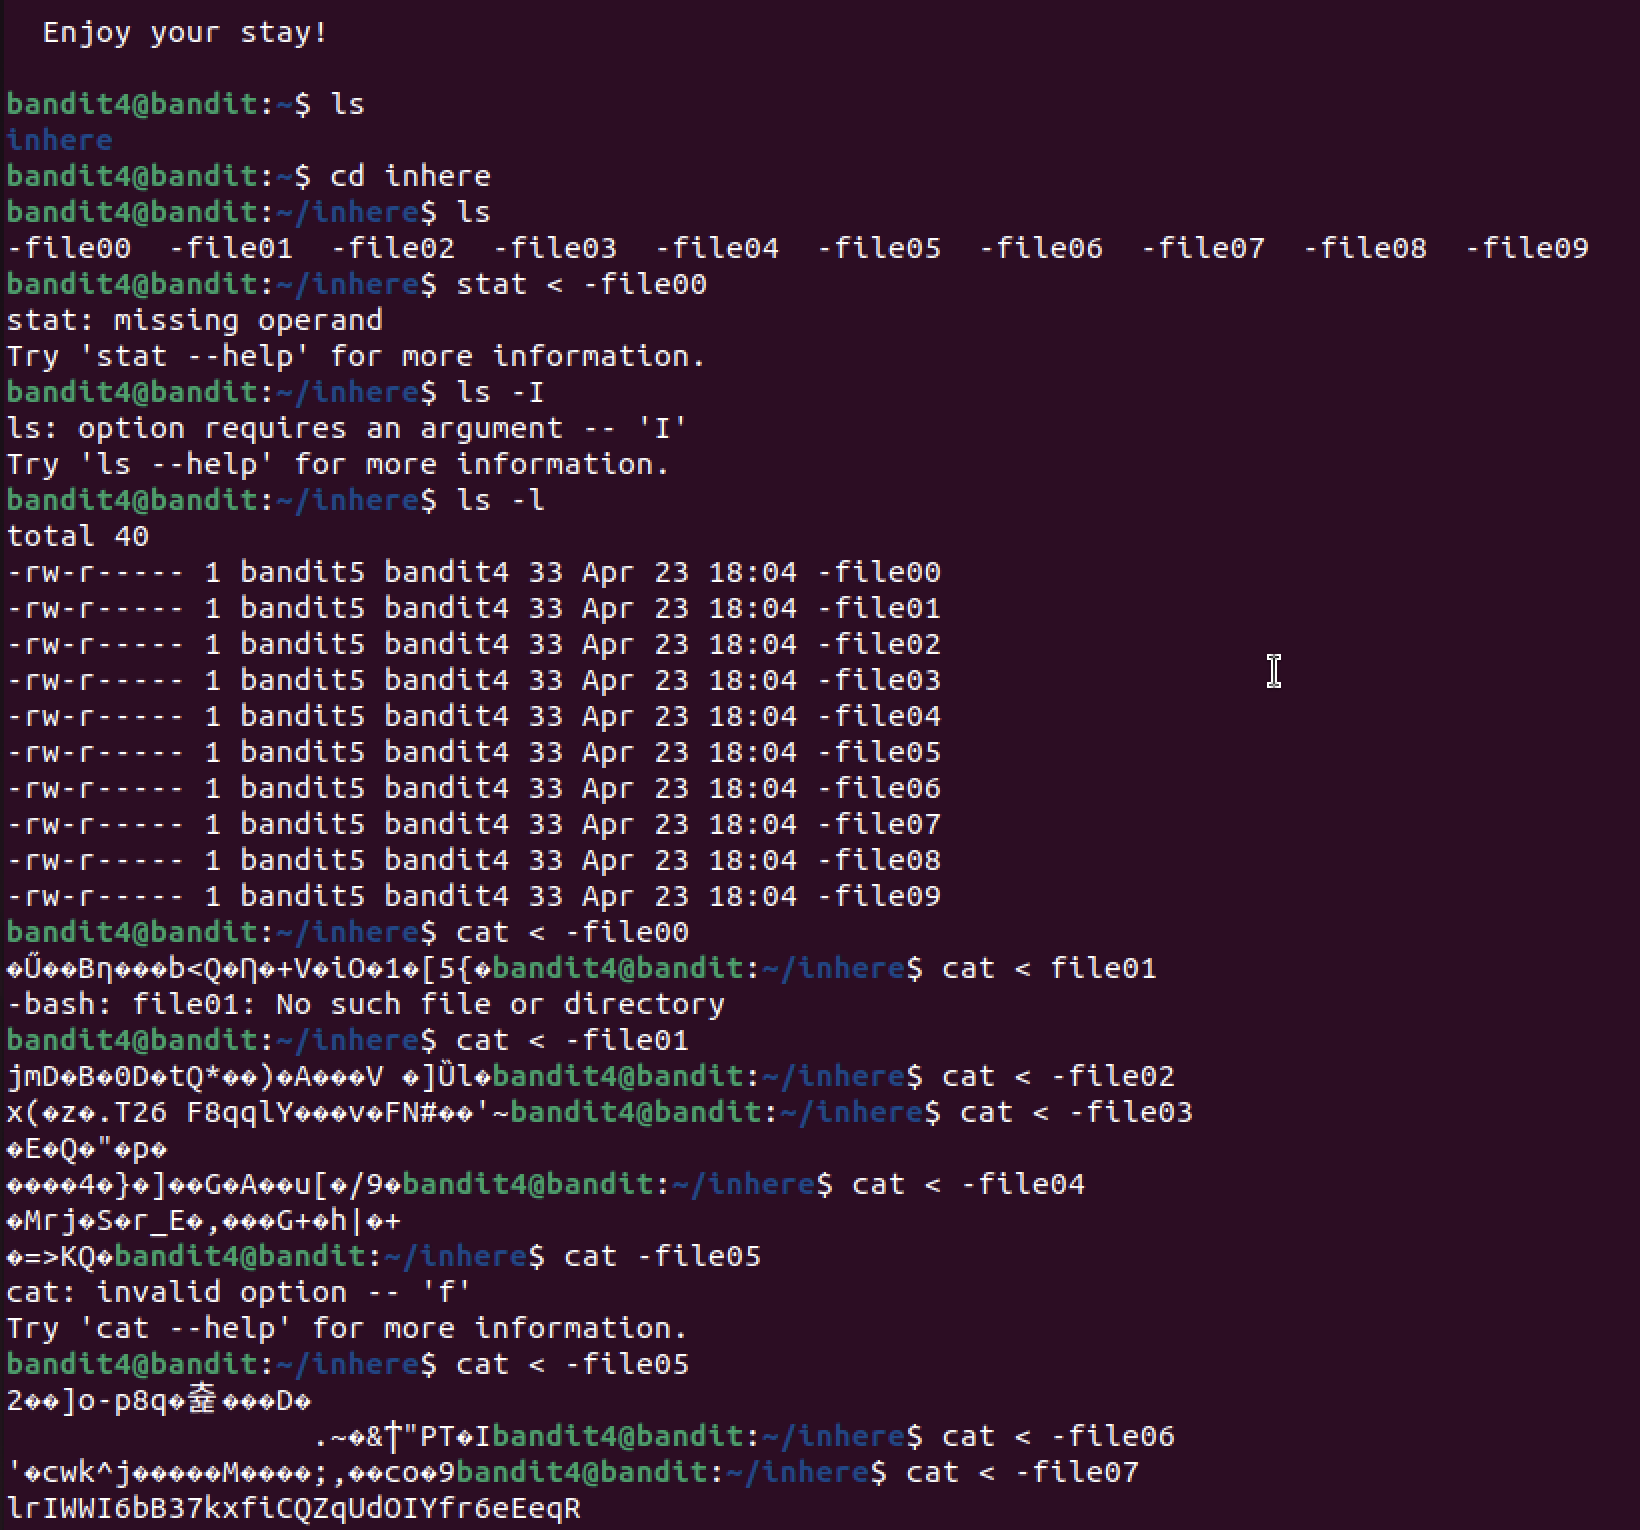 Enjoy your stay!
bandit4@bandit:~$ ls
inhere
bandit4@bandit:~$ cd inhere
bandit4@bandit:~/inhere$ ls
-file00  -file01  -file02  -file03  -file04  -file05  -file06  -file07  -file08  -file09
bandit4@bandit:~/inhere$ stat < -file00
stat: missing operand
Try 'stat --help' for more information.
bandit4@bandit:~/inhere$ ls -I
ls: option requires an argument -- 'I'
Try 'ls --help' for more information.
bandit4@bandit:~/inhere$ ls -l
total 40
-rw-r----- 1 bandit5 bandit4 33 Apr 23 18:04 -file00
-rw-r----- 1 bandit5 bandit4 33 Apr 23 18:04 -file01
-rw-r----- 1 bandit5 bandit4 33 Apr 23 18:04 -file02
-rw-r----- 1 bandit5 bandit4 33 Apr 23 18:04 -file03
-rw-r----- 1 bandit5 bandit4 33 Apr 23 18:04 -file04
-rw-r----- 1 bandit5 bandit4 33 Apr 23 18:04 -file05
-rw-r----- 1 bandit5 bandit4 33 Apr 23 18:04 -file06
-rw-r----- 1 bandit5 bandit4 33 Apr 23 18:04 -file07
-rw-r----- 1 bandit5 bandit4 33 Apr 23 18:04 -file08
-rw-r----- 1 bandit5 bandit4 33 Apr 23 18:04 -file09
bandit4@bandit:~/inhere$ cat < -file00
�Ű��Bη���b<Q�Ƞ�+V�iO�1�[5{�bandit4@bandit:~/inhere$ cat < file01
-bash: file01: No such file or directory
bandit4@bandit:~/inhere$ cat < -file01
jmD�B�0D�tQ*��)�A���V �]Ȕl�bandit4@bandit:~/inhere$ cat < -file02
x(�z�.T26 F8qqlY���v�FN#��'~bandit4@bandit:~/inhere$ cat < -file03
�E�Q�"�p�
����4�}�]��G�A��u[�/9�bandit4@bandit:~/inhere$ cat < -file04
�Mrj�S�r_E�,���G+�h|�+
�=>KQ�bandit4@bandit:~/inhere$ cat -file05
cat: invalid option -- 'f'
Try 'cat --help' for more information.
bandit4@bandit:~/inhere$ cat < -file05
2��]o-p8q����D�
.~�&†"PT�Ibandit4@bandit:~/inhere$ cat < -file06
'�cwk^j�����M����;,��co�9bandit4@bandit:~/inhere$ cat < -file07
lrIWWI6bB37kxfiCQZqUdOIYfr6eEeqR